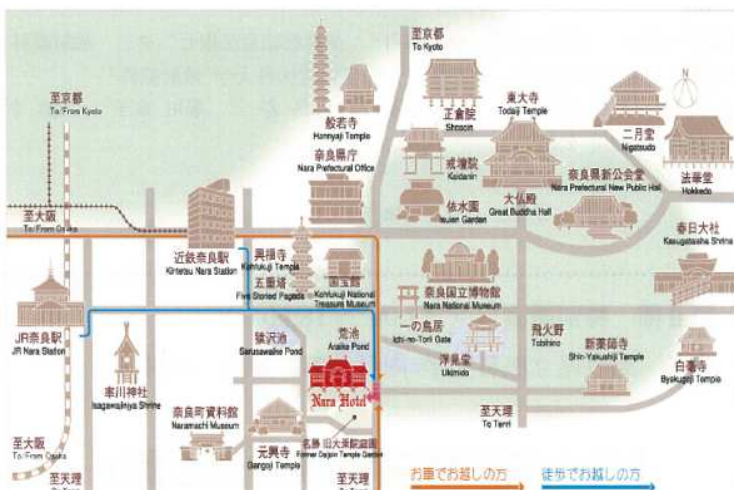 至京都
To Kyoto
至京都
To/From Kyoto
般若寺
Hannyaji Temple
正倉院
Shosoin
東大寺
Todaiji Temple
二月堂
Nigatsudo
N
奈良県庁
Nara Prefectural Office
戒壇院
Kaidanin
奈良県新公会堂
Nara Prefectural New Public Hall
法華堂
Hokkedo
依水園
Isuien Garden
大仏殿
Great Buddha Hall
至大阪
To/From Osaka
近鉄奈良駅
Kintetsu Nara Station
興福寺
Kohfukuji Temple
五重塔
Five Storied Pagoda
国宝館
Kohfukuji National
Treasure Museum
奈良国立博物館
Nara National Museum
春日大社
Kasugataisha Shrine
JR奈良駅
JR Nara Station
猿沢池
Sarusawaike Pond
荒池
Araike Pond
一の鳥居
Ichi-no-Torii Gate
飛火野
Tobihino
新薬師寺
Shin-Yakushiji Temple
浮見堂
Ukimido
白毫寺
Byakugoji Temple
率川神社
Isagawajinjya Shrine
Nara Hotel
奈良町資料館
Naramachi Museum
元興寺
Gangoji Temple
名勝 旧大乗院庭園
Former Daijoin Temple Garden
至天理
To Tenri
至大阪
To/From Osaka
至天理
至天理
お車でお越しの方
徒歩でお越しの方